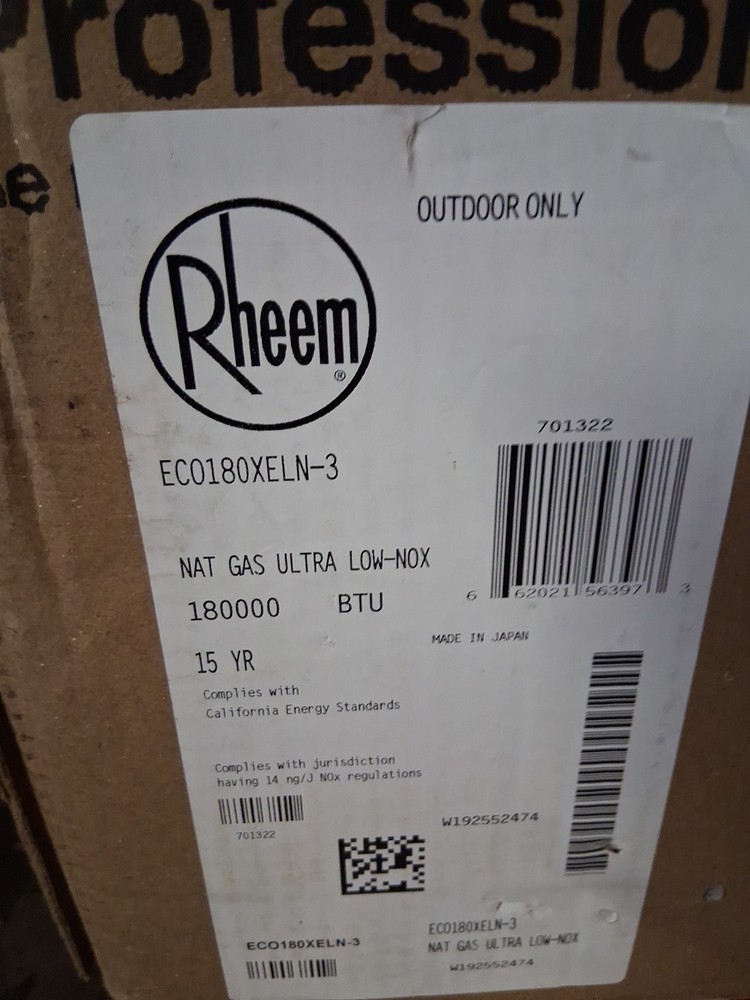 rofession
e
Rheem
®
OUTDOOR ONLY
701322
ECO180XELN-3
NAT GAS ULTRA LOW-NOX
180000 BTU
6 62021 56397 3
MADE IN JAPAN
15 YR
Complies with
California Energy Standards
Complies with jurisdiction
having 14 ng/J NOx regulations
701322
W192552474
ECO180XELN-3
ECO180XELN-3
NAT GAS ULTRA LOW-NOX
W192552474